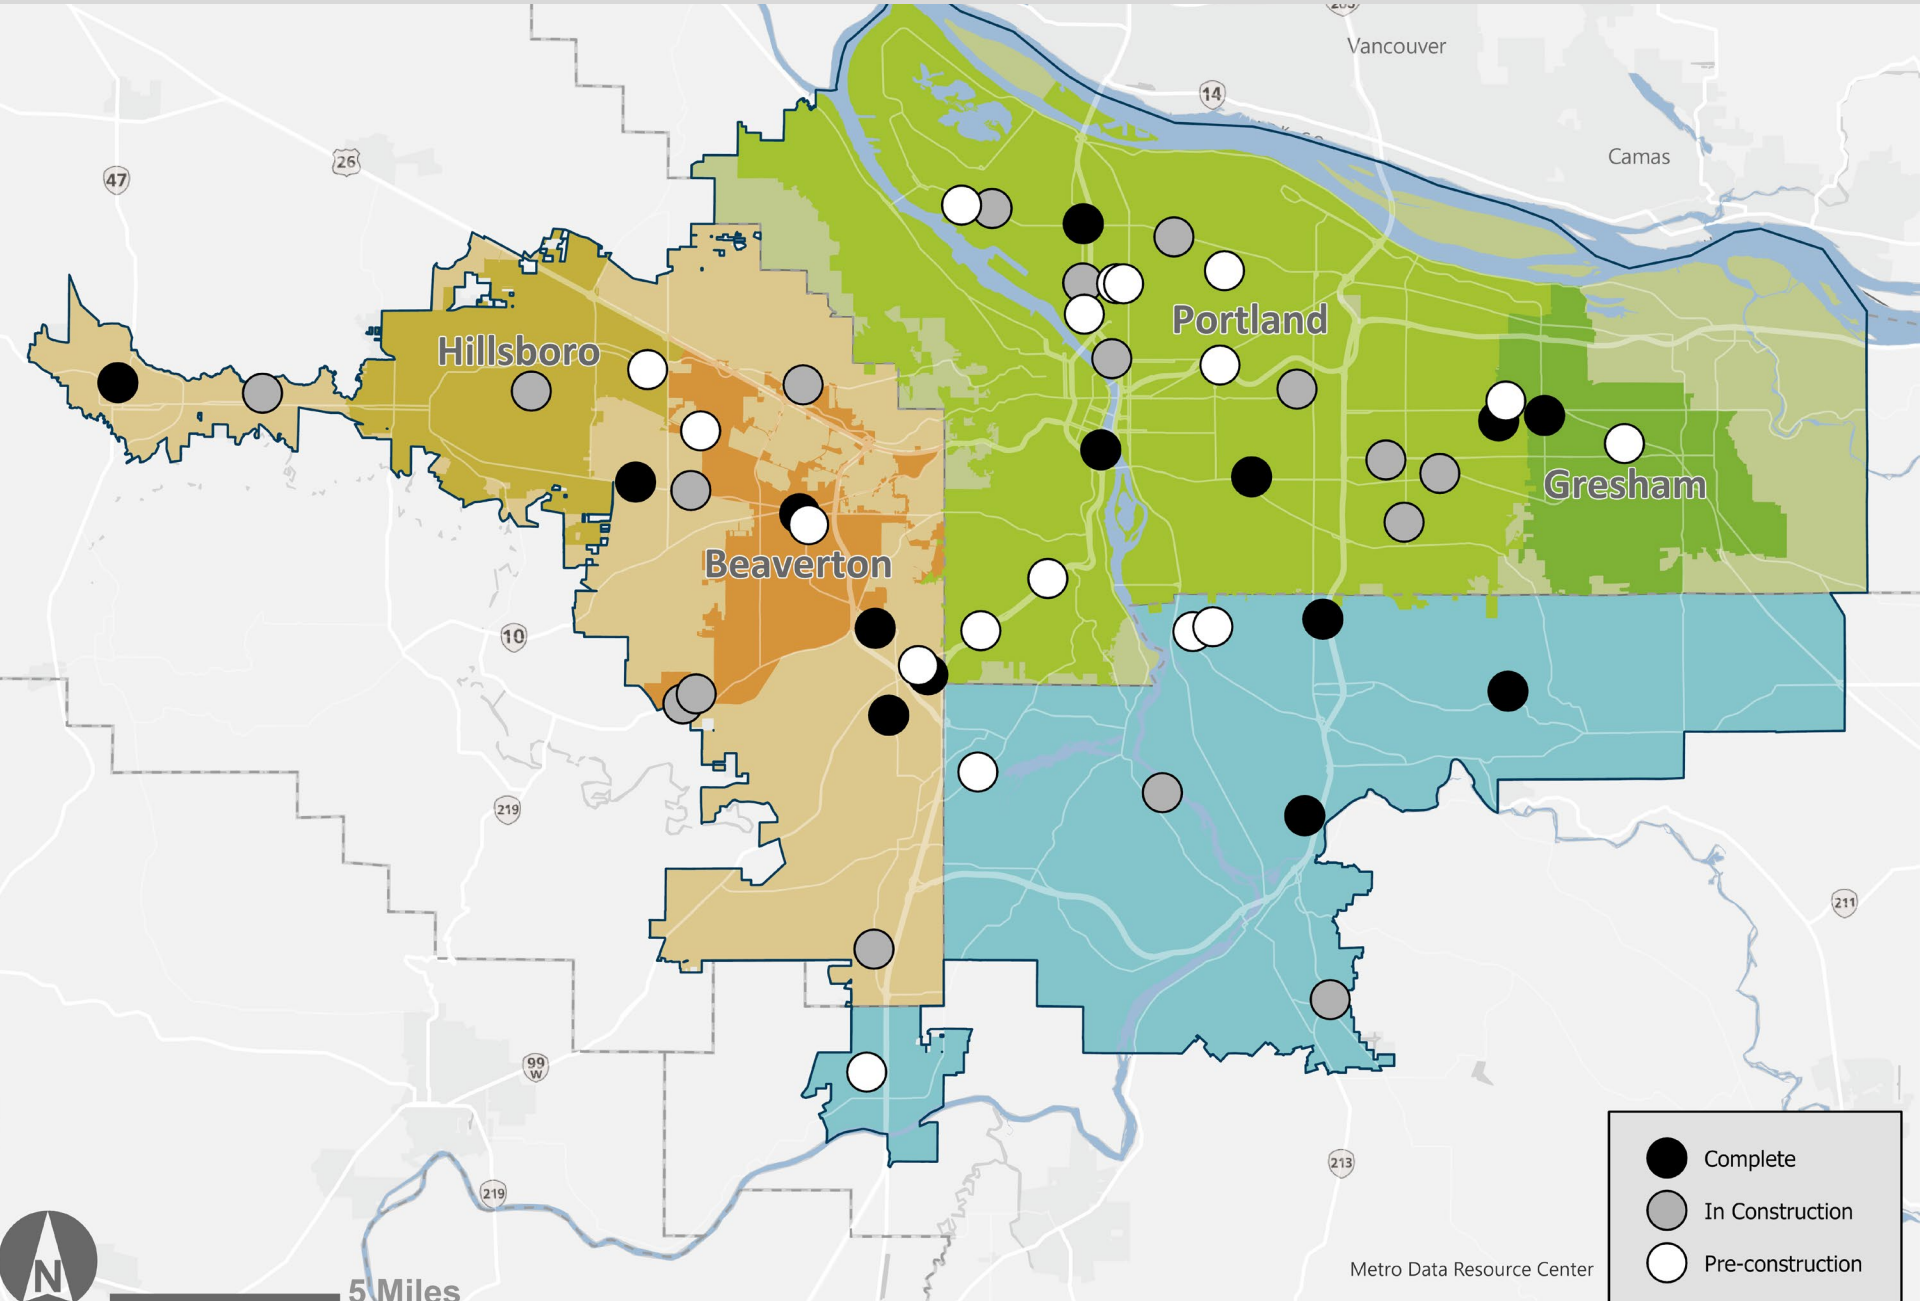 205
Vancouver
14
Camas
26
47
Hillsboro
Portland
Gresham
Beaverton
10
219
211
99
W
213
219
N
5 Miles
Complete
In Construction
Pre-construction
Metro Data Resource Center